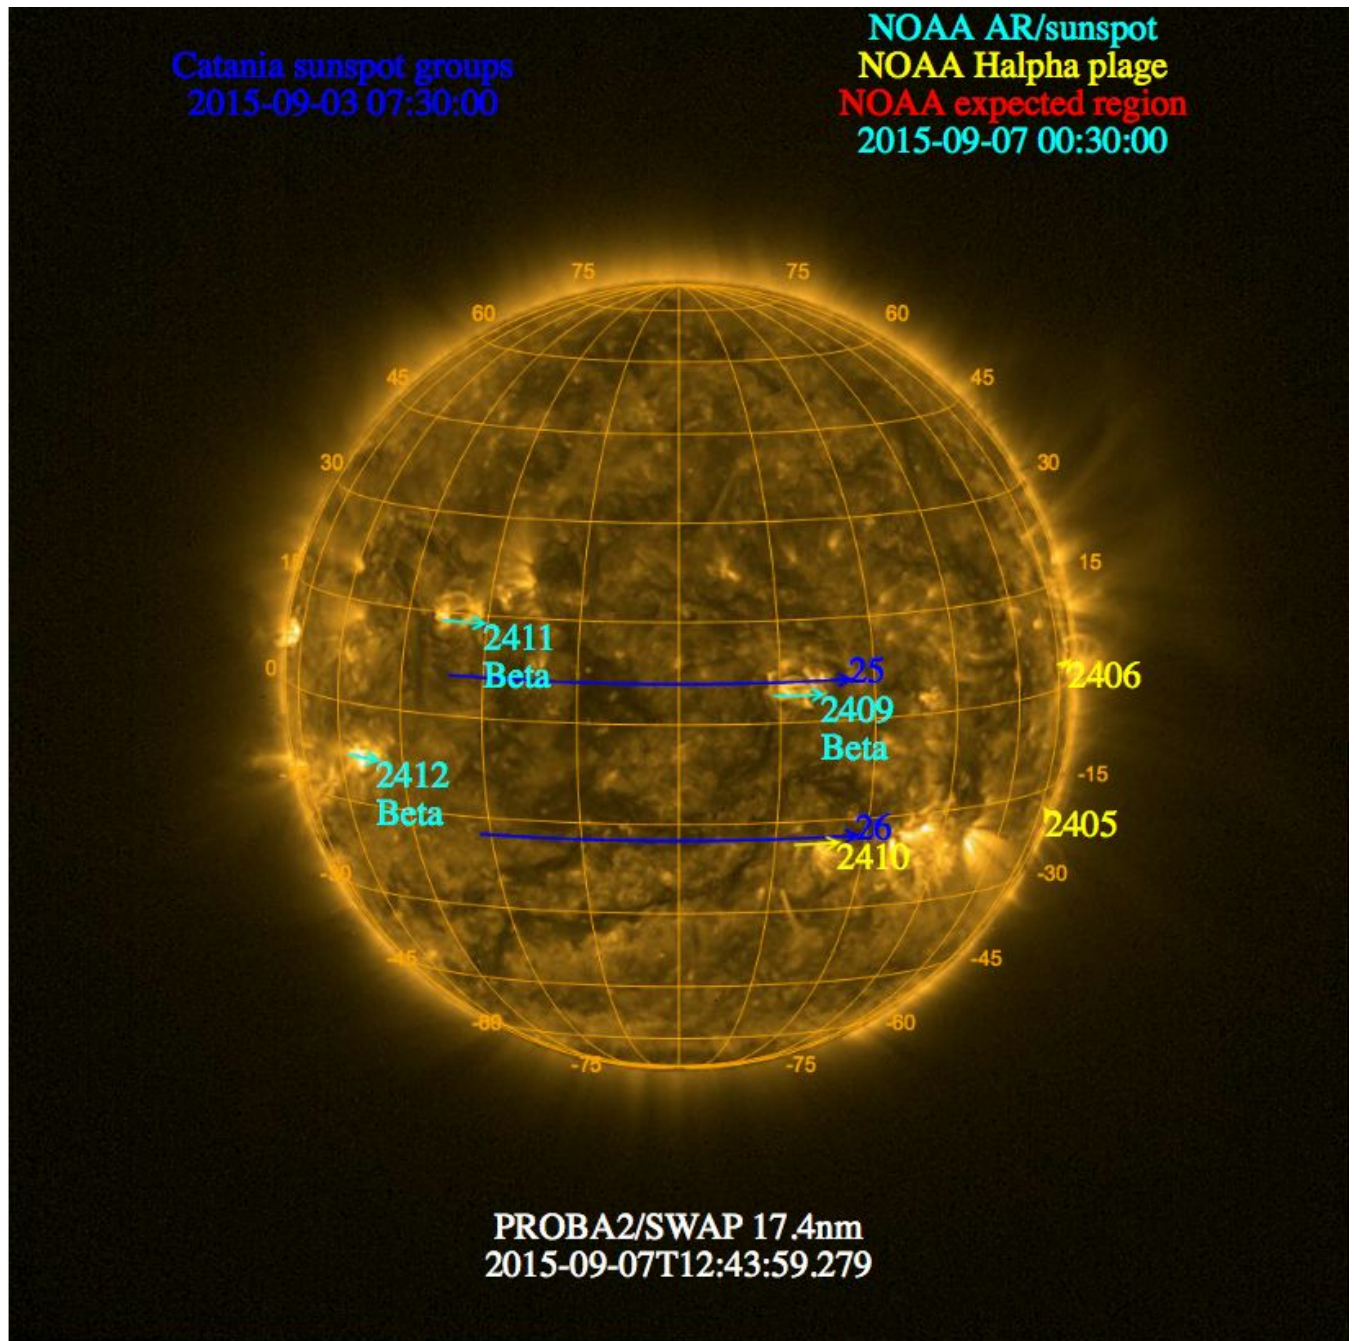 NOAA AR/sunspot
Catania sunspot groups
NOAA Halpha plage
2015-09-03 07:30:00
NOAA expected region
2015-09-07 00:30:00
75 75
60 60
45 45
30 30
15 15
2411
0
Beta
25
2406
2409
Beta
2412
-15 -15
Beta
26
2405
2410
-30 -30
-45 -45
-60 -60
-75 -75
PROBA2/SWAP 17.4nm
2015-09-07T12:43:59.279